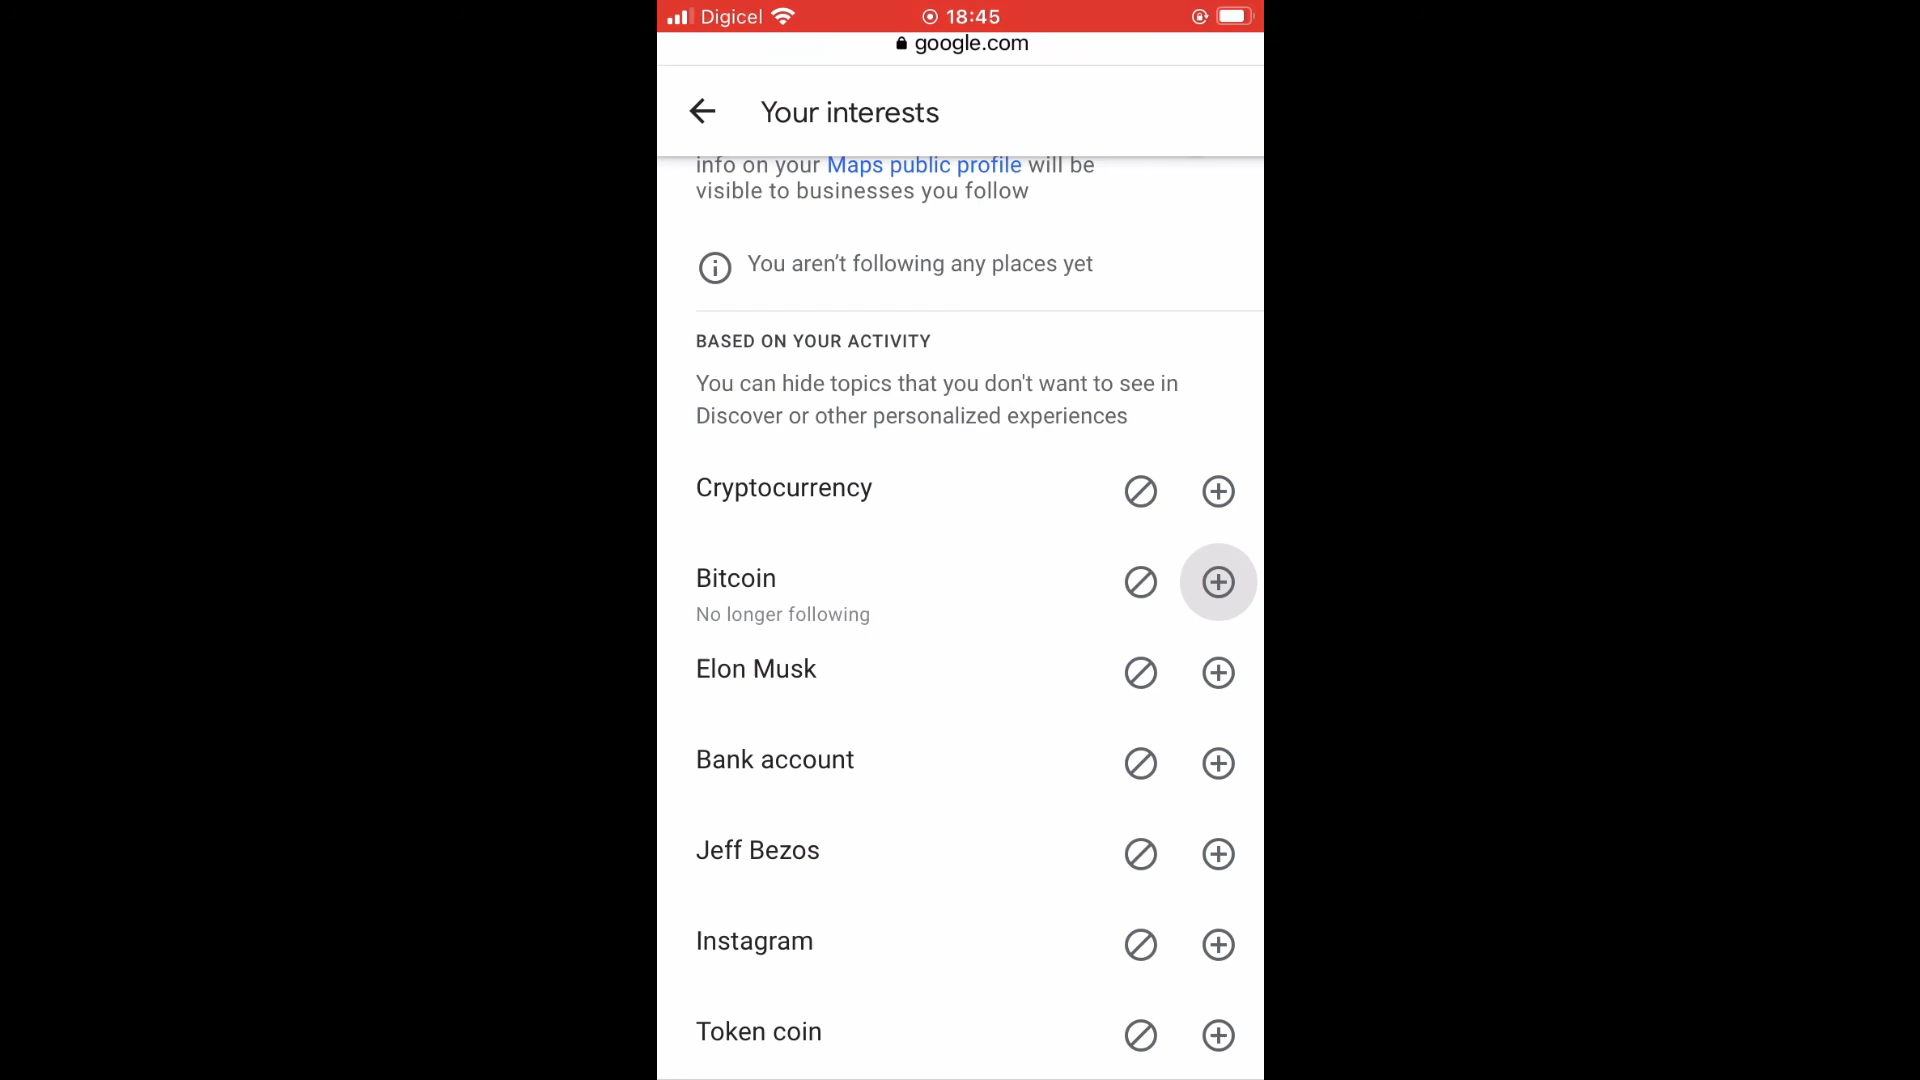 Digicel 18:45
google.com
Your interests
info on your Maps public profile will be
visible to businesses you follow
You aren't following any places yet
BASED ON YOUR ACTIVITY
You can hide topics that you don't want to see in
Discover or other personalized experiences
Cryptocurrency
Bitcoin
No longer following
Elon Musk
Bank account
Jeff Bezos
Instagram
Token coin